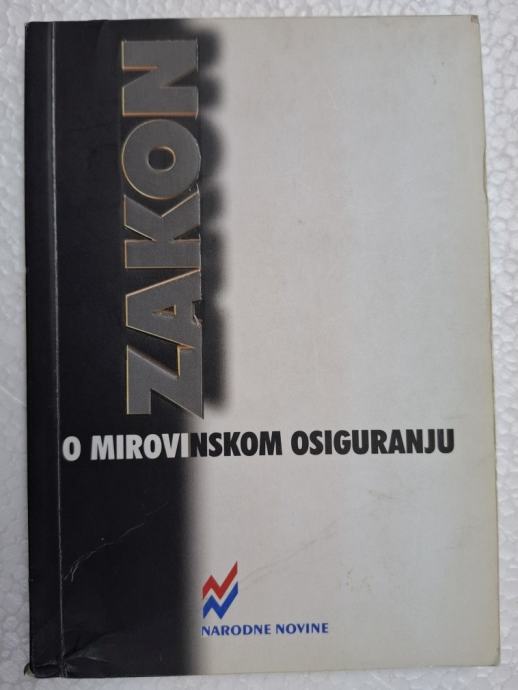 ZAKON
O MIROVINSKOM OSIGURANJU
NARODNE NOVINE